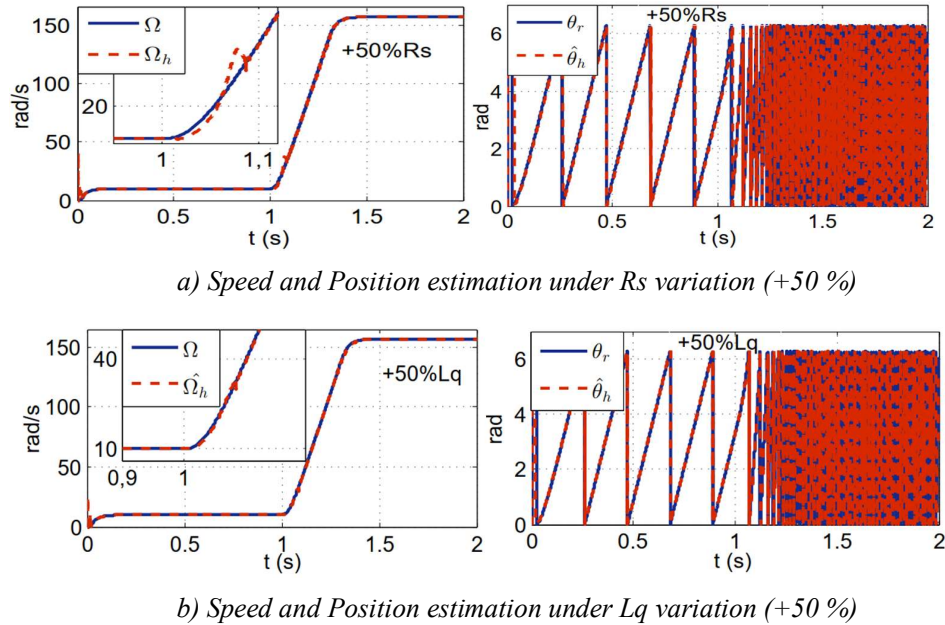 150
100
50
0
rad/s
Ω
Ω_h
20
1
1,1
+50%Rs
0
0.5
1
1.5
2
t (s)
6
4
2
0
rad
θ_r
θ̂_h
+50%Rs
0
0.5
1
1.5
2
t (s)
a) Speed and Position estimation under Rs variation (+50 %)
150
100
50
0
rad/s
40
10
0,9
1
Ω
Ω̂_h
+50%Lq
0
0.5
1
1.5
2
t (s)
6
4
2
0
rad
θ_r
θ̂_h
+50%Lq
0
0.5
1
1.5
2
t (s)
b) Speed and Position estimation under Lq variation (+50 %)